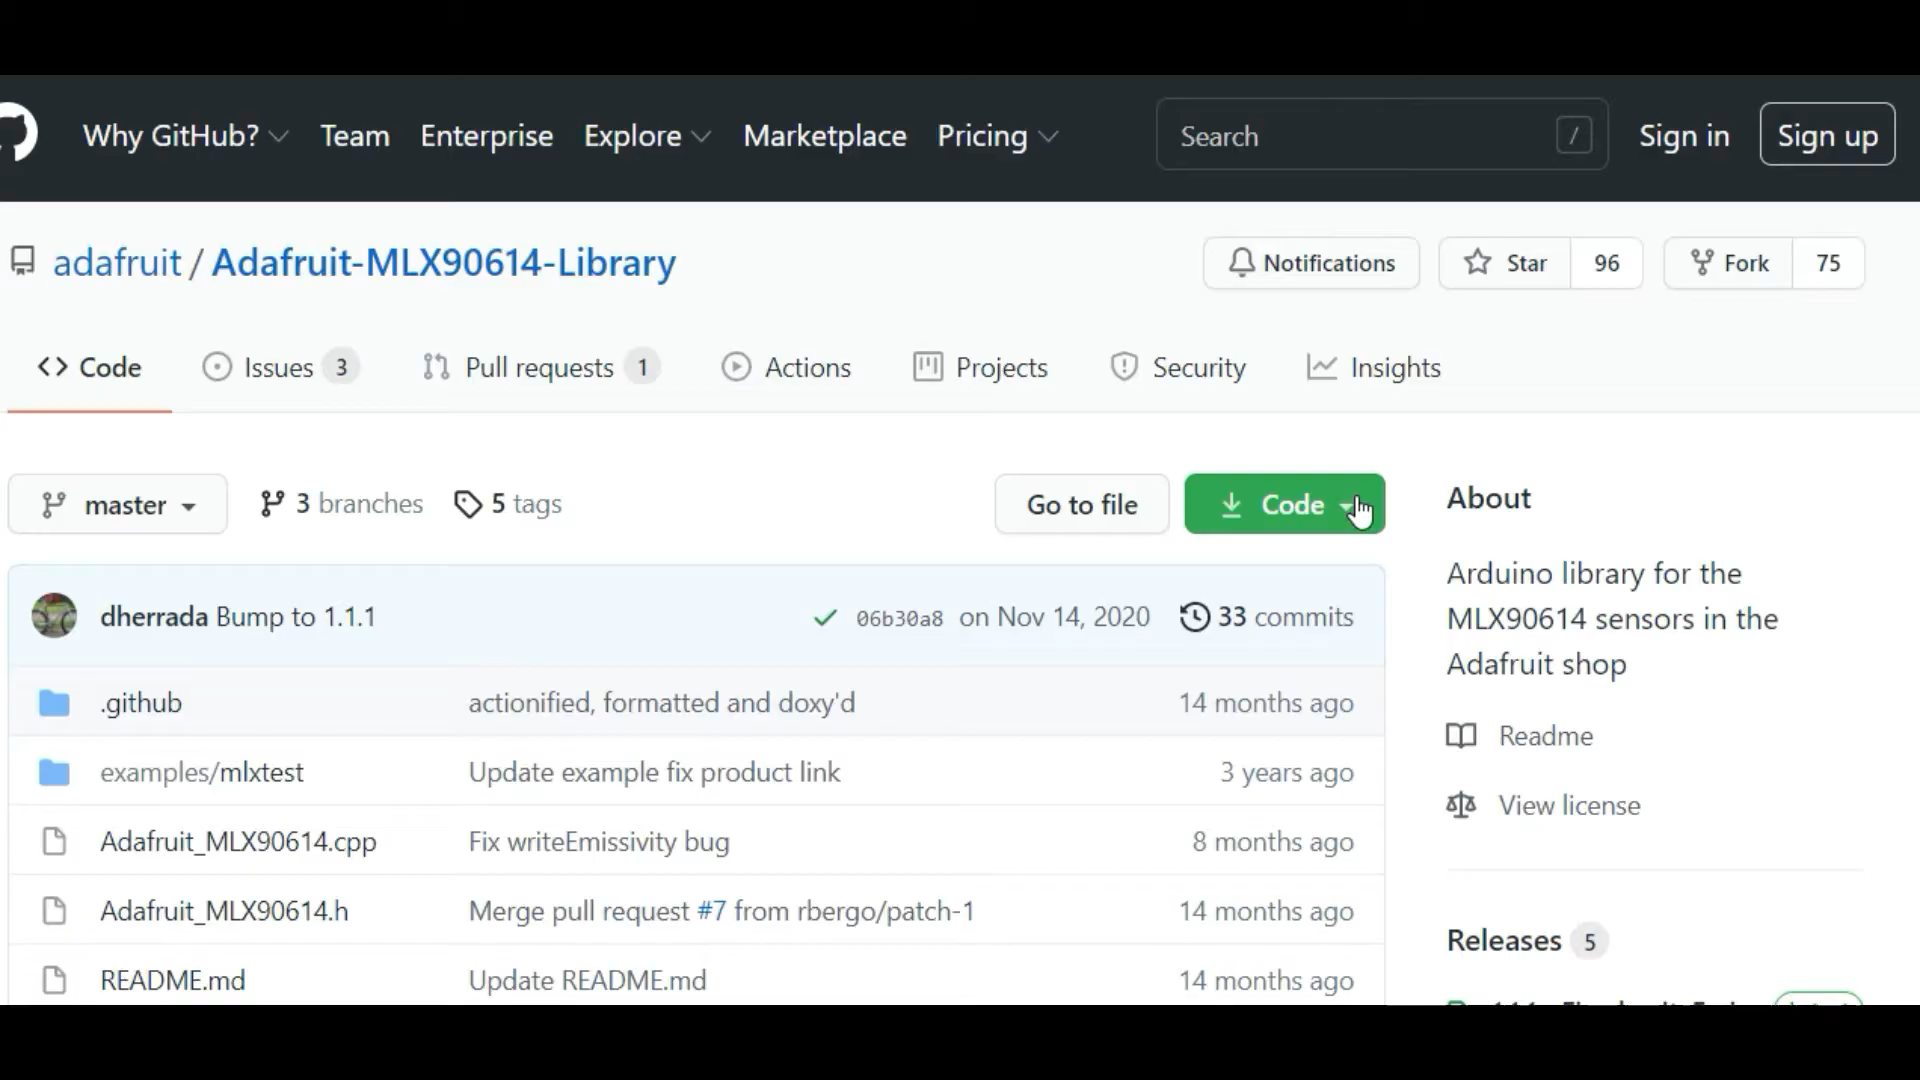 Why GitHub? Team Enterprise Explore Marketplace Pricing Search / Sign in Sign up
adafruit / Adafruit-MLX90614-Library Notifications Star 96 Fork 75
Code Issues 3 Pull requests 1 Actions Projects Security Insights
master 3 branches 5 tags Go to file Code
dherrada Bump to 1.1.1 06b30a8 on Nov 14, 2020 33 commits
.github actionified, formatted and doxy'd 14 months ago
examples/mlxtest Update example fix product link 3 years ago
Adafruit_MLX90614.cpp Fix writeEmissivity bug 8 months ago
Adafruit_MLX90614.h Merge pull request #7 from rbergo/patch-1 14 months ago
README.md Update README.md 14 months ago
About
Arduino library for the
MLX90614 sensors in the
Adafruit shop
Readme
View license
Releases 5